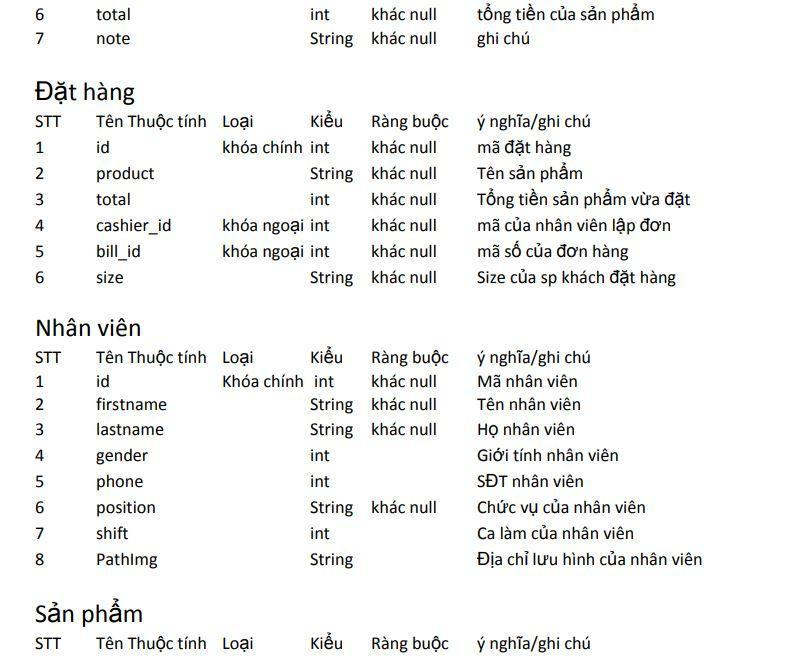 6 total int khác null tổng tiền của sản phẩm
7 note String khác null ghi chú
Đặt hàng
STT Tên Thuộc tính Loại Kiểu Ràng buộc ý nghĩa/ghi chú
1 id khóa chính int khác null mã đặt hàng
2 product String khác null Tên sản phẩm
3 total int khác null Tổng tiền sản phẩm vừa đặt
4 cashier_id khóa ngoại int khác null mã của nhân viên lập đơn
5 bill_id khóa ngoại int khác null mã số của đơn hàng
6 size String khác null Size của sp khách đặt hàng
Nhân viên
STT Tên Thuộc tính Loại Kiểu Ràng buộc ý nghĩa/ghi chú
1 id Khóa chính int khác null Mã nhân viên
2 firstname String khác null Tên nhân viên
3 lastname String khác null Họ nhân viên
4 gender int Giới tính nhân viên
5 phone int SĐT nhân viên
6 position String khác null Chức vụ của nhân viên
7 shift int Ca làm của nhân viên
8 PathImg String Địa chỉ lưu hình của nhân viên
Sản phẩm
STT Tên Thuộc tính Loại Kiểu Ràng buộc ý nghĩa/ghi chú